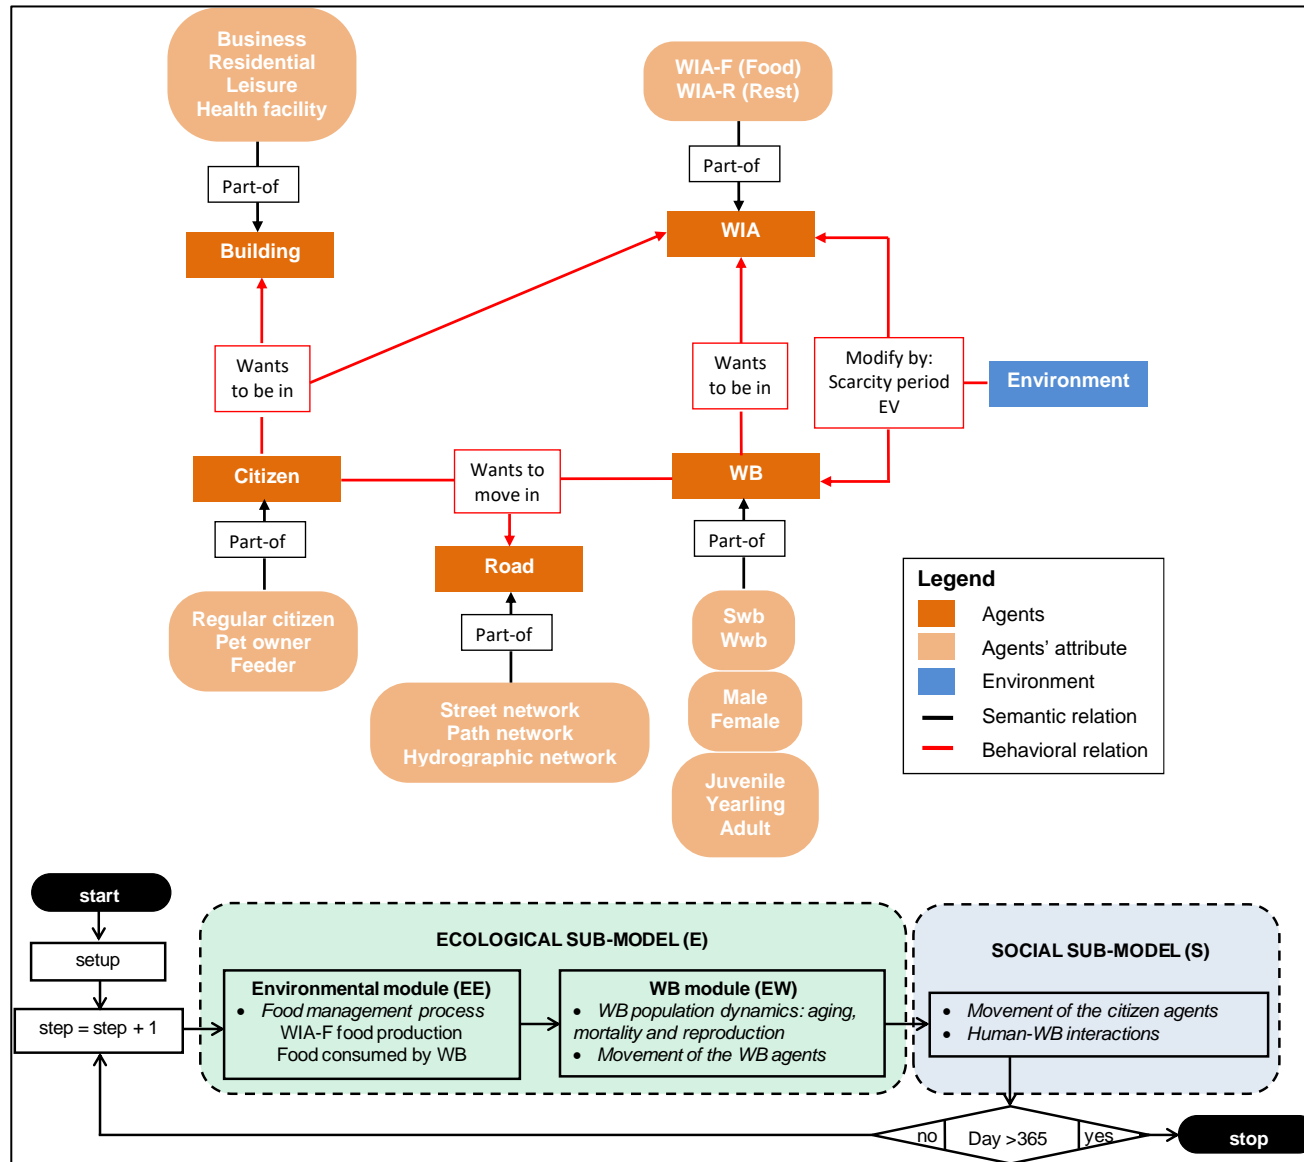 Business
Residential
Leisure
Health facility
WIA-F (Food)
WIA-R (Rest)
Part-of
Part-of
Building
WIA
Wants
to be in
Wants
to be in
Modify by:
Scarcity period
EV
Environment
Citizen
Wants to
move in
WB
Part-of
Part-of
Road
Regular citizen
Pet owner
Feeder
Part-of
Swb
Wwb
Street network
Path network
Hydrographic network
Male
Female
Juvenile
Yearling
Adult
Legend
Agents
Agents' attribute
Environment
Semantic relation
Behavioral relation
start
setup
step = step + 1
ECOLOGICAL SUB-MODEL (E)
Environmental module (EE)
• Food management process
WIA-F food production
Food consumed by WB
WB module (EW)
• WB population dynamics: aging,
mortality and reproduction
• Movement of the WB agents
SOCIAL SUB-MODEL (S)
• Movement of the citizen agents
• Human-WB interactions
no
Day >365
yes
stop